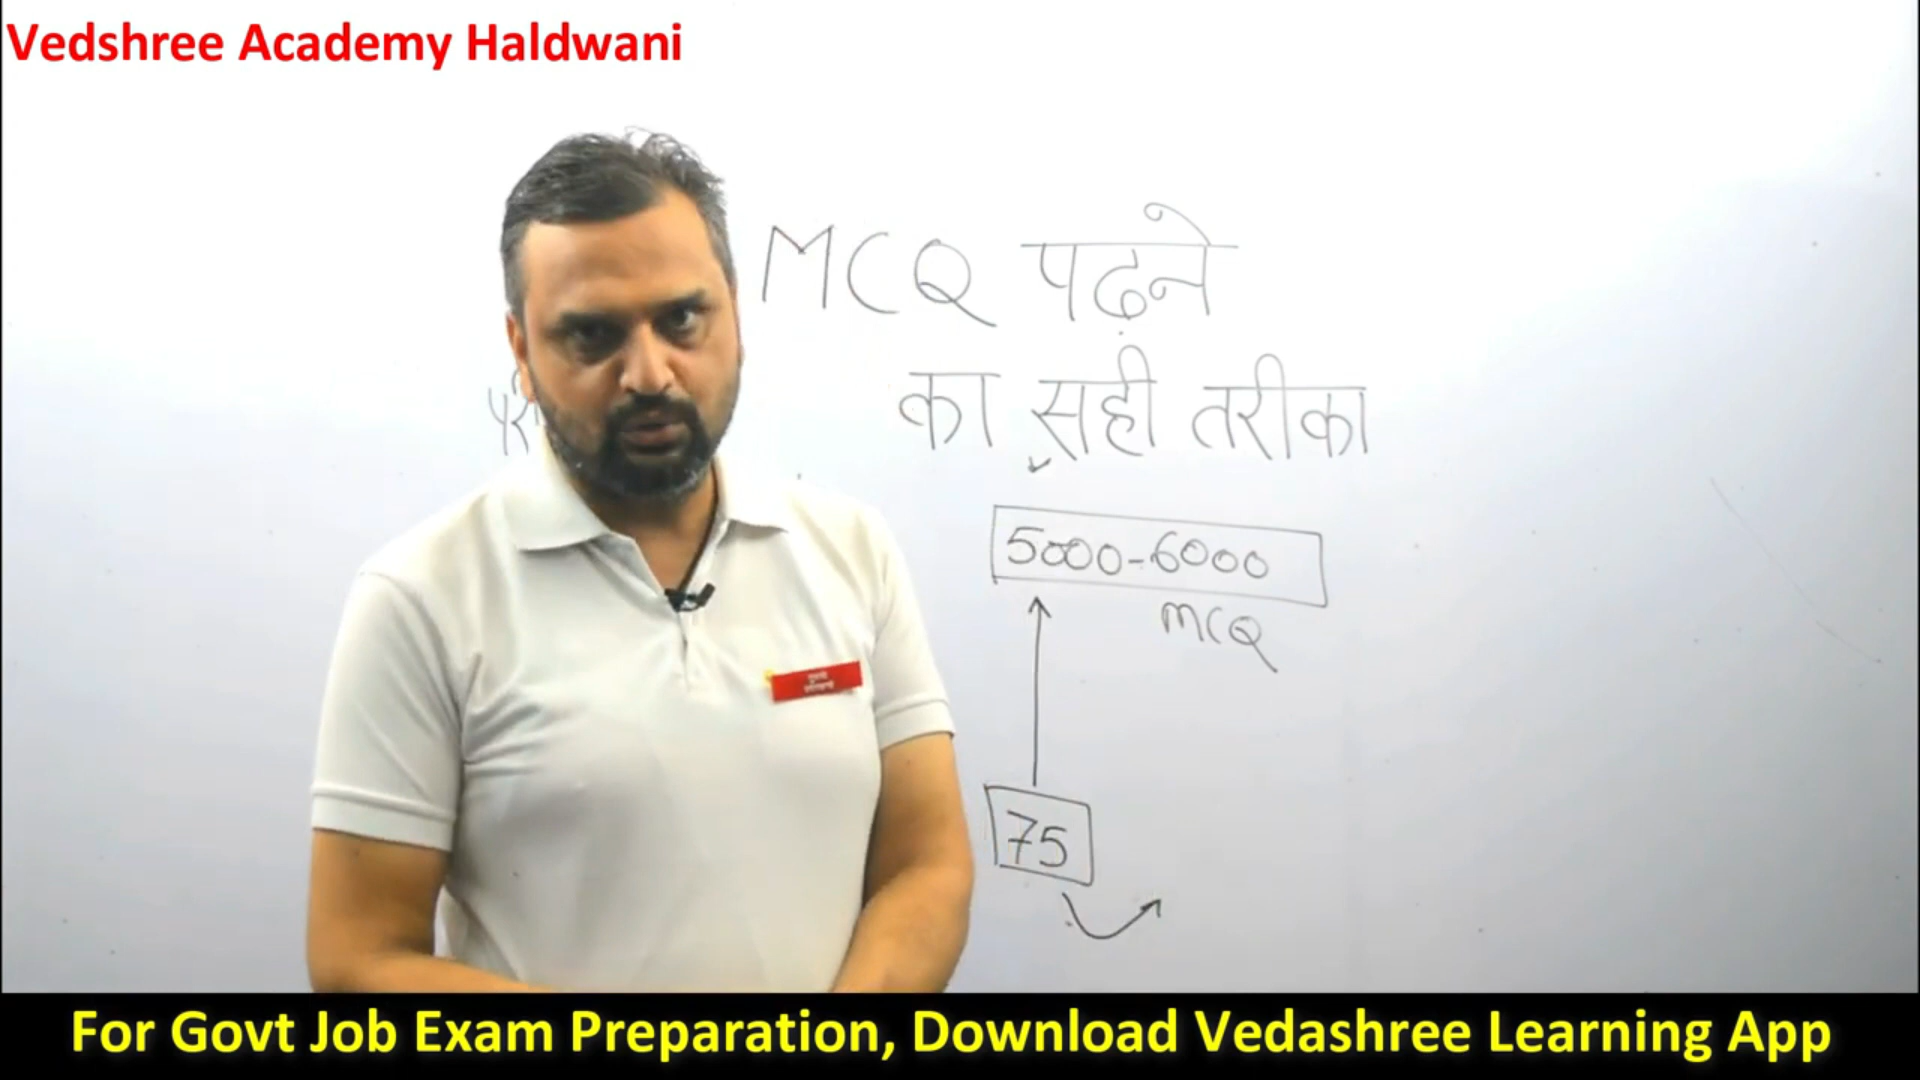 Vedshree Academy Haldwani
MCQ पढ़ने
का सही तरीका
5000-6000
MCQ
75
For Govt Job Exam Preparation, Download Vedashree Learning App